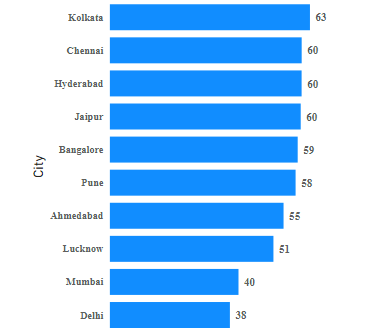 Kolkata 63
Chennai 60
Hyderabad 60
Jaipur 60
City
Bangalore 59
Pune 58
Ahmedabad 55
Lucknow 51
Mumbai 40
Delhi 38